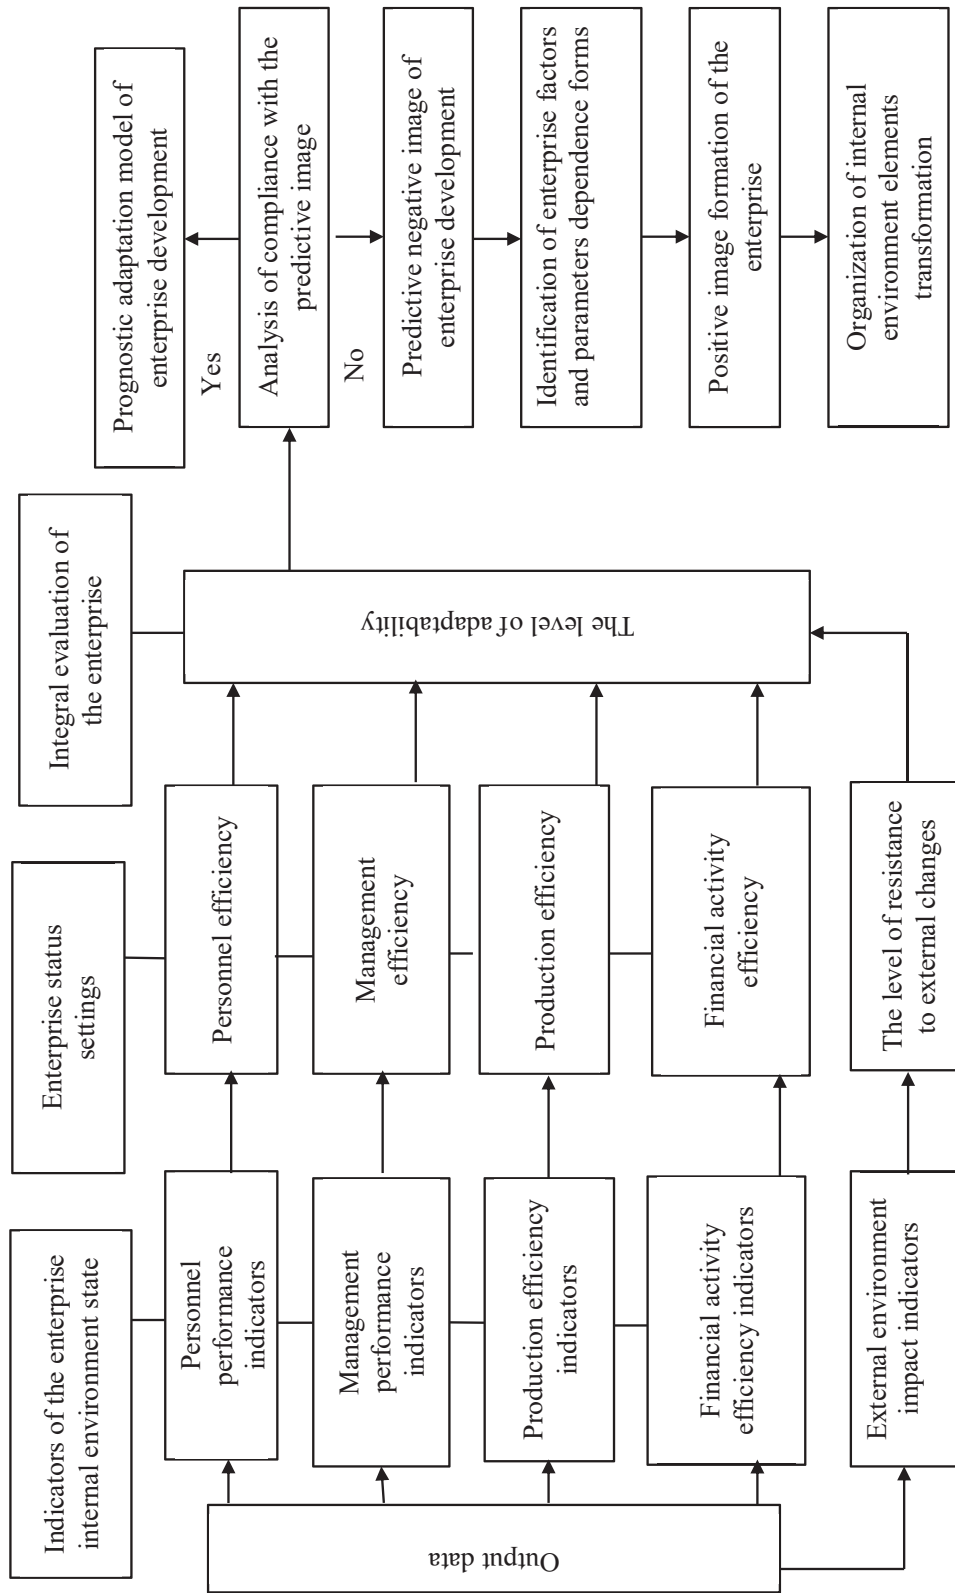 Indicators of the enterprise
internal environment state
Enterprise status
settings
Integral evaluation of
the enterprise
Output data
Personnel
performance
indicators
Management
performance
indicators
Production efficiency
indicators
Financial activity
efficiency indicators
External environment
impact indicators
Personnel efficiency
Management
efficiency
Production efficiency
Financial activity
efficiency
The level of resistance
to external changes
The level of adaptability
Prognostic adaptation model of
enterprise development
Yes
Analysis of compliance with the
predictive image
No
Predictive negative image of
enterprise development
Identification of enterprise factors
and parameters dependence forms
Positive image formation of the
enterprise
Organization of internal
environment elements
transformation